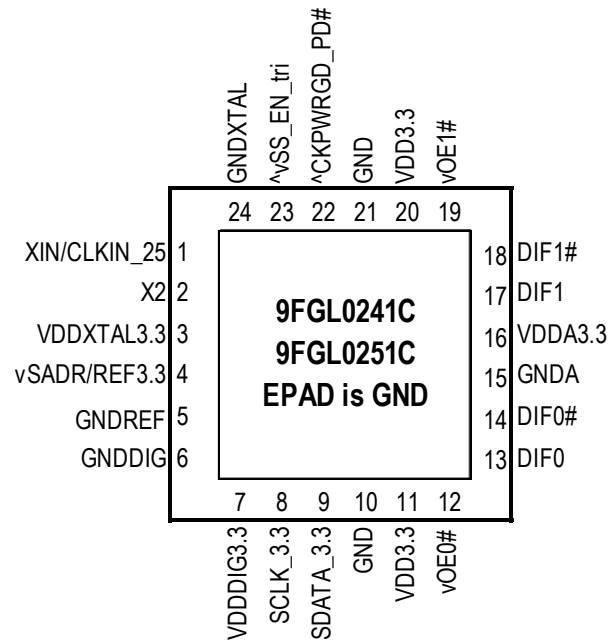 GNDXTAL
^vSS_EN_tri
^CKPWRGD_PD#
GND
VDD3.3
vOE1#
24 23 22 21 20 19
XIN/CLKIN_25 1
X2 2
VDDXTAL3.3 3
vSADR/REF3.3 4
GNDREF 5
GNDDIG 6
9FGL0241C
9FGL0251C
EPAD is GND
18 DIF1#
17 DIF1
16 VDDA3.3
15 GNDA
14 DIF0#
13 DIF0
7 8 9 10 11 12
VDDDIG3.3
SCLK_3.3
SDATA_3.3
GND
VDD3.3
vOE0#